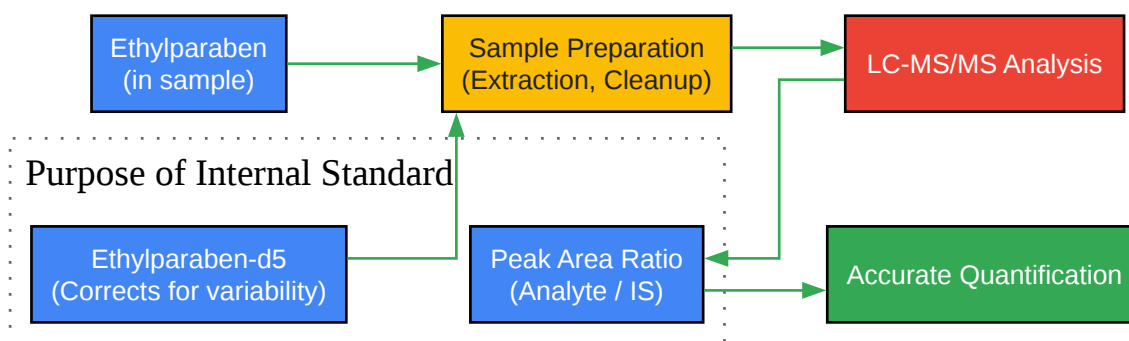 Ethylparaben
(in sample)
Sample Preparation
(Extraction, Cleanup)
LC-MS/MS Analysis
Purpose of Internal Standard
Ethylparaben-d5
(Corrects for variability)
Peak Area Ratio
(Analyte / IS)
Accurate Quantification